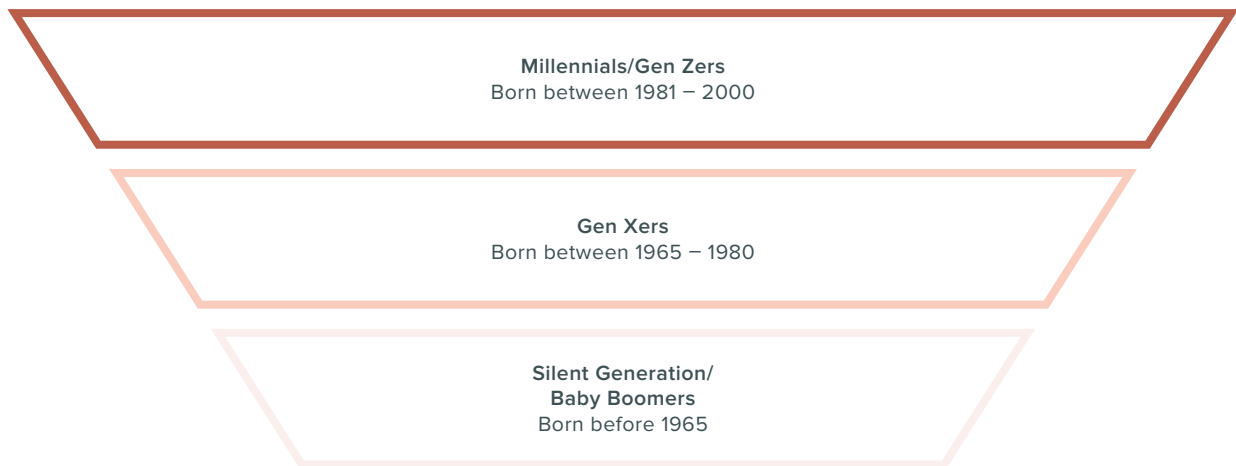 Millennials/Gen Zers
Born between 1981 – 2000
Gen Xers
Born between 1965 – 1980
Silent Generation/
Baby Boomers
Born before 1965